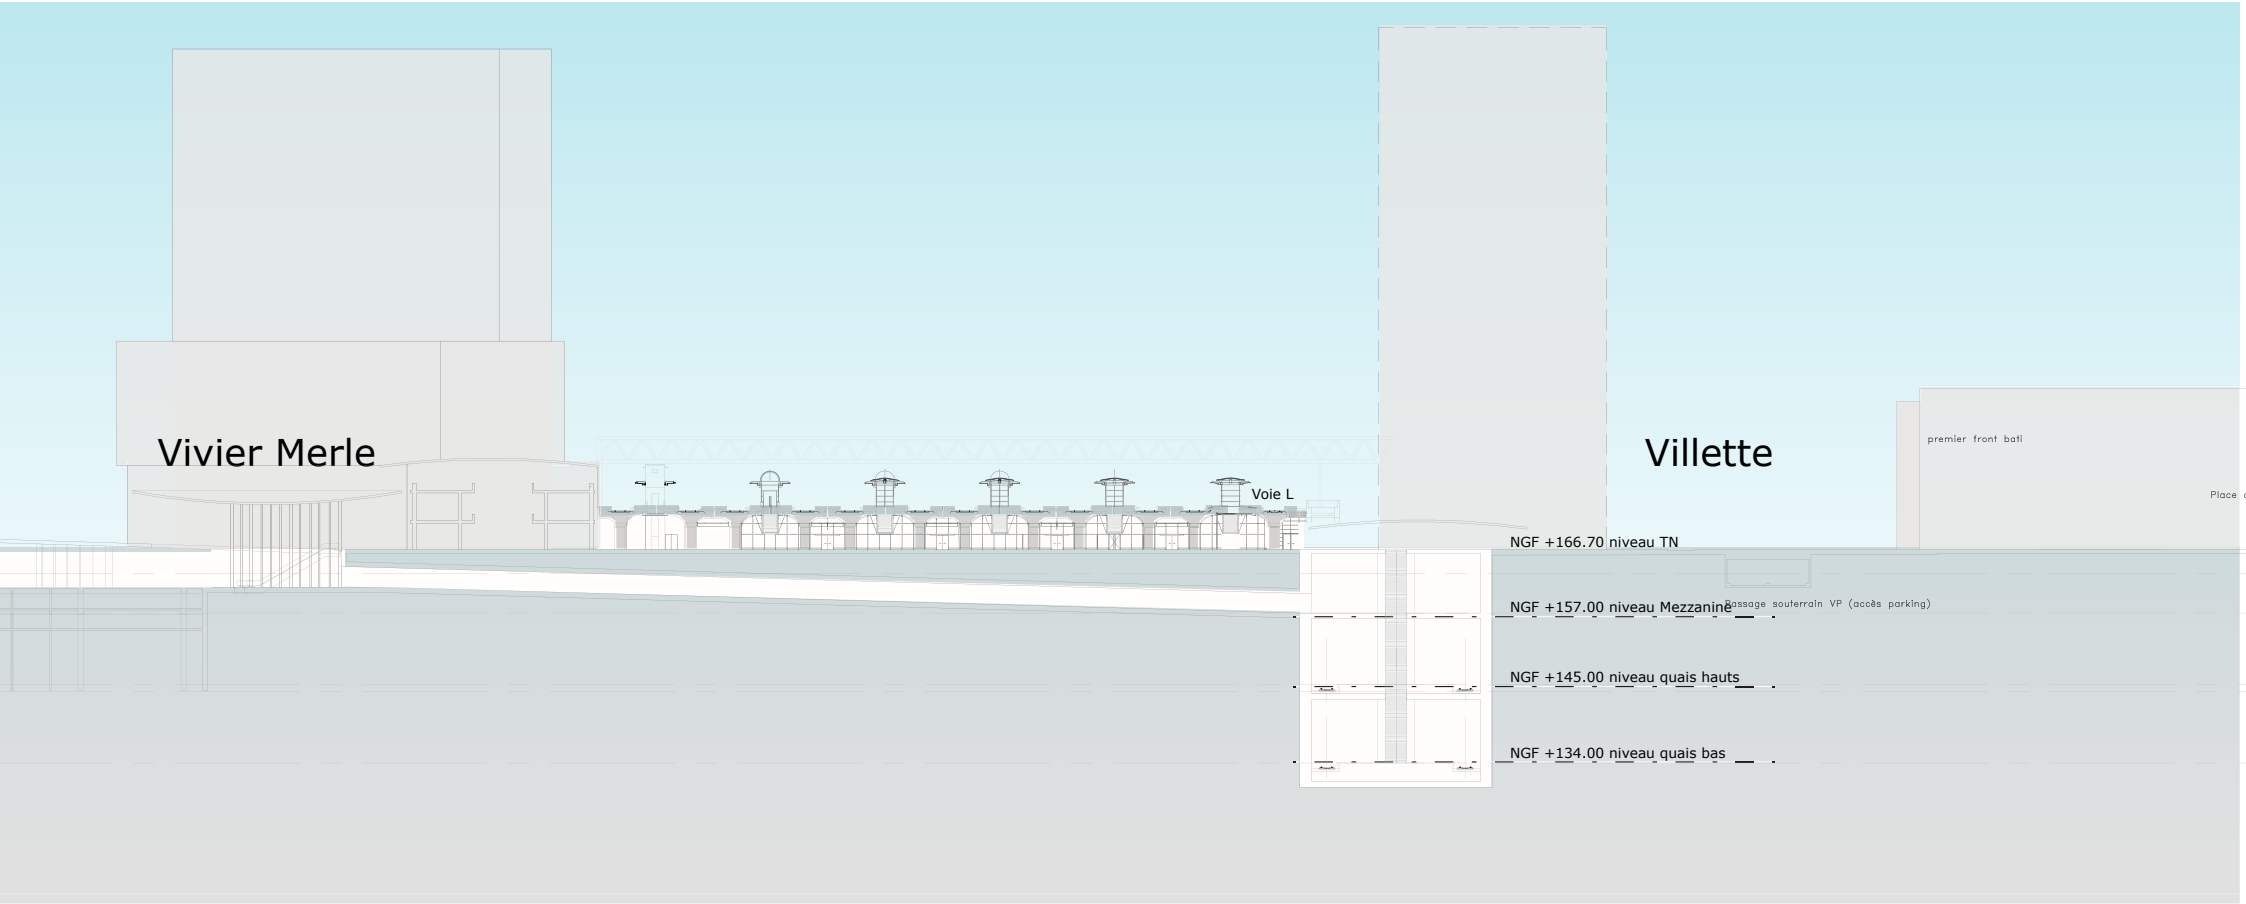 Vivier Merle
Villette
premier front bati
Voie L
Place
NGF +166.70 niveau TN
NGF +157.00 niveau Mezzanine
Passage souterrain VP (accès parking)
NGF +145.00 niveau quais hauts
NGF +134.00 niveau quais bas